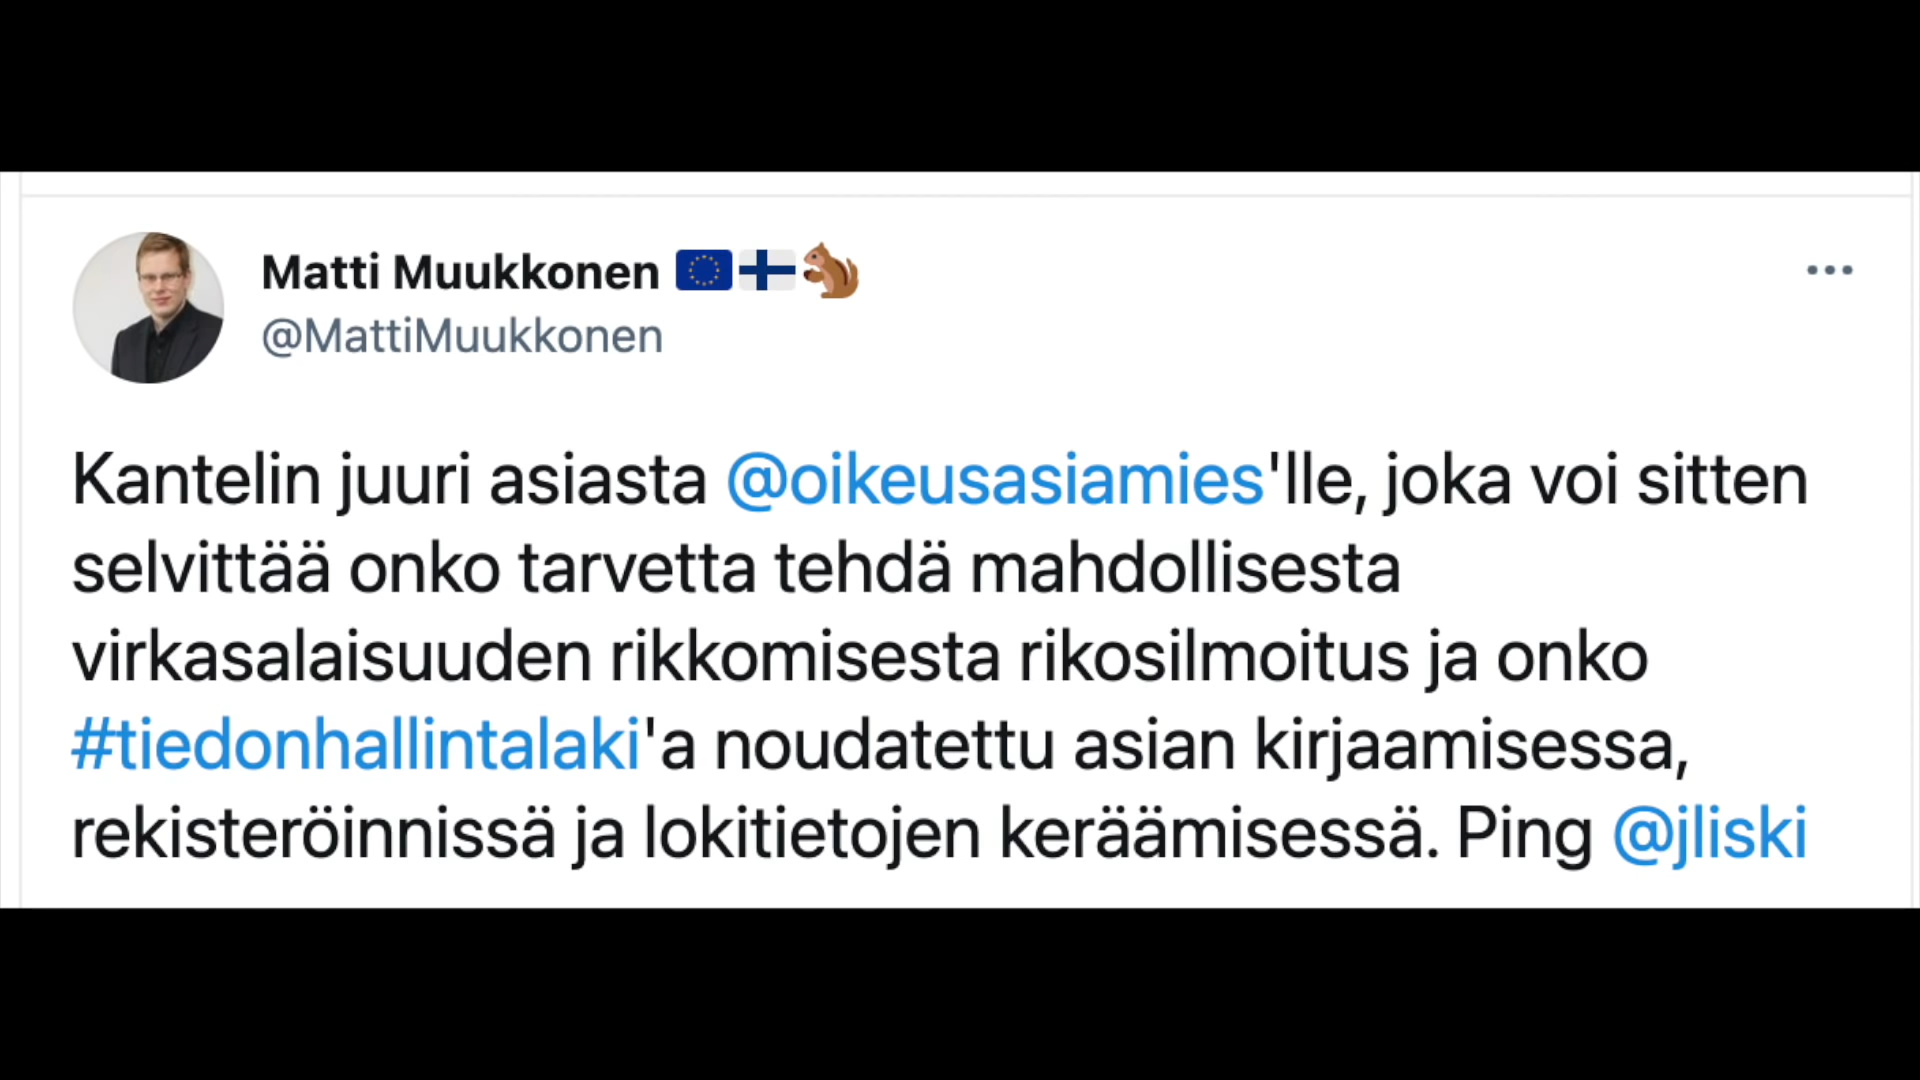 Matti Muukkonen 🇪🇺🇫🇮🐿️
@MattiMuukkonen
Kantelin juuri asiasta @oikeusasiamies'lle, joka voi sitten
selvittää onko tarvetta tehdä mahdollisesta
virkasalaisuuden rikkomisesta rikosilmoitus ja onko
#tiedonhallintalaki'a noudatettu asian kirjaamisessa,
rekisteröinnissä ja lokitietojen keräämisessä. Ping @jliski